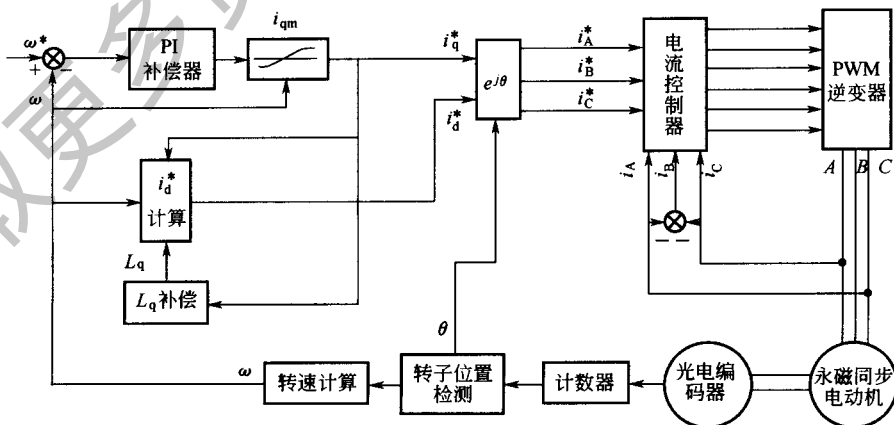 i_qm
ω*
+
−
PI
补偿器
i_q*
i_d*
e^jθ
i_A*
i_B*
i_C*
电流控制器
PWM
逆变器
ω
i_A
i_B
i_C
A
B
C
− −
i_d*
计算
L_q
L_q补偿
θ
ω
转速计算
转子位置
检测
计数器
光电编
码器
永磁同步
电动机
更多